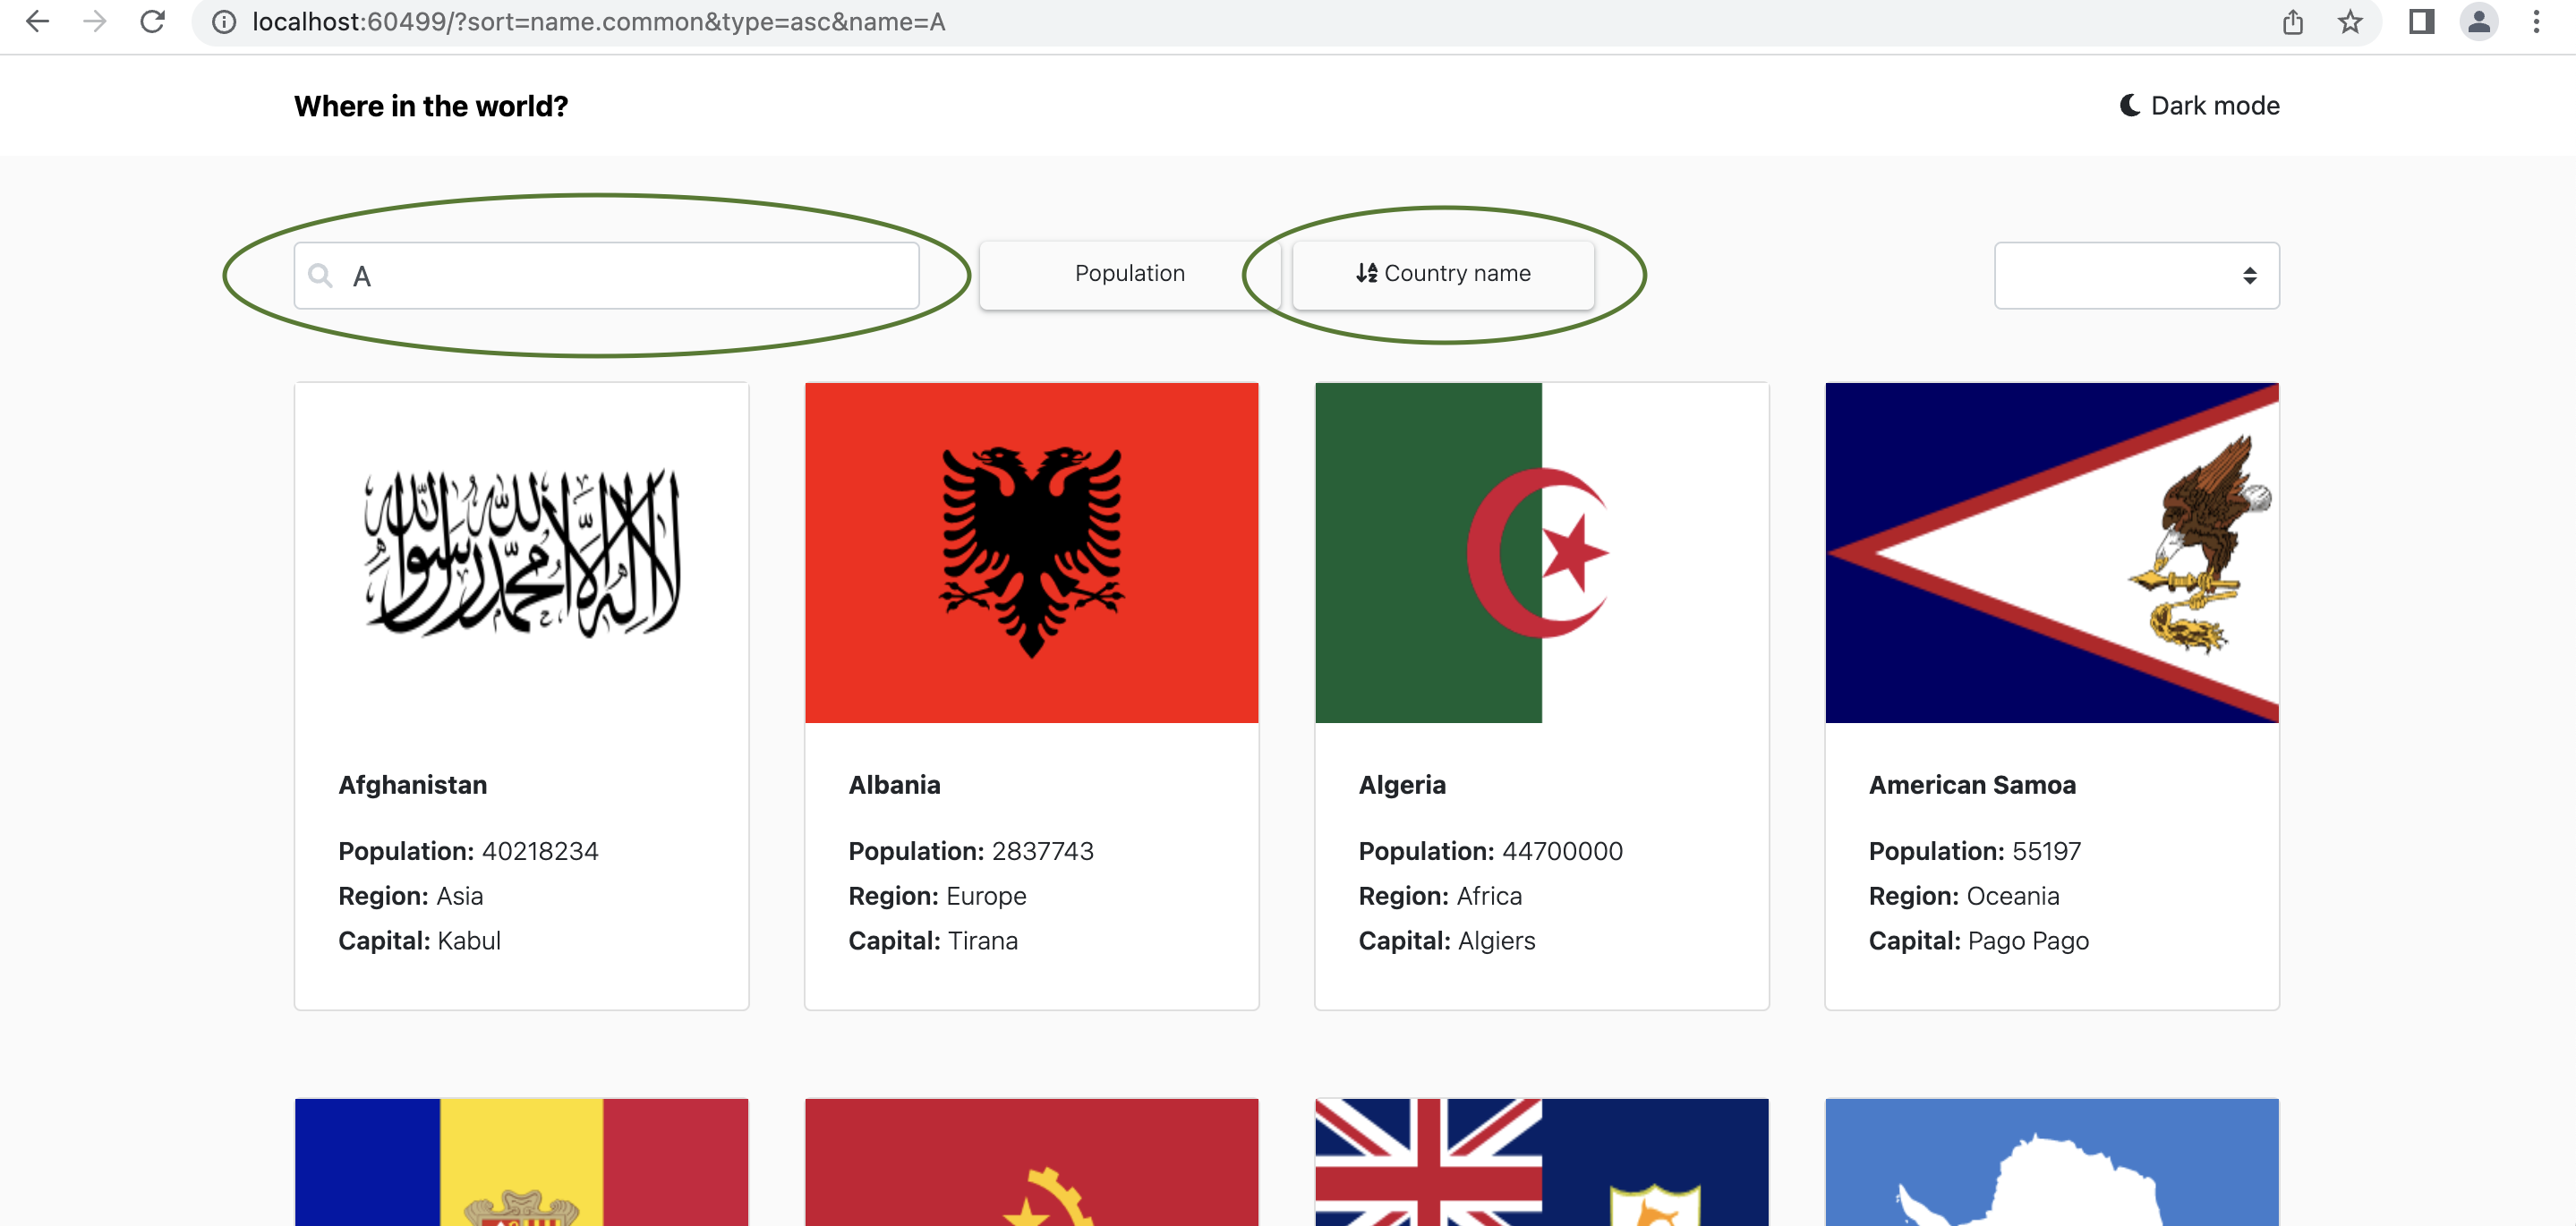 localhost:60499/?sort=name.common&type=asc&name=A
Where in the world?
Dark mode
A
Population
Country name
لا إله إلا الله محمد رسول الله
Afghanistan
Population: 40218234
Region: Asia
Capital: Kabul
Albania
Population: 2837743
Region: Europe
Capital: Tirana
Algeria
Population: 44700000
Region: Africa
Capital: Algiers
American Samoa
Population: 55197
Region: Oceania
Capital: Pago Pago